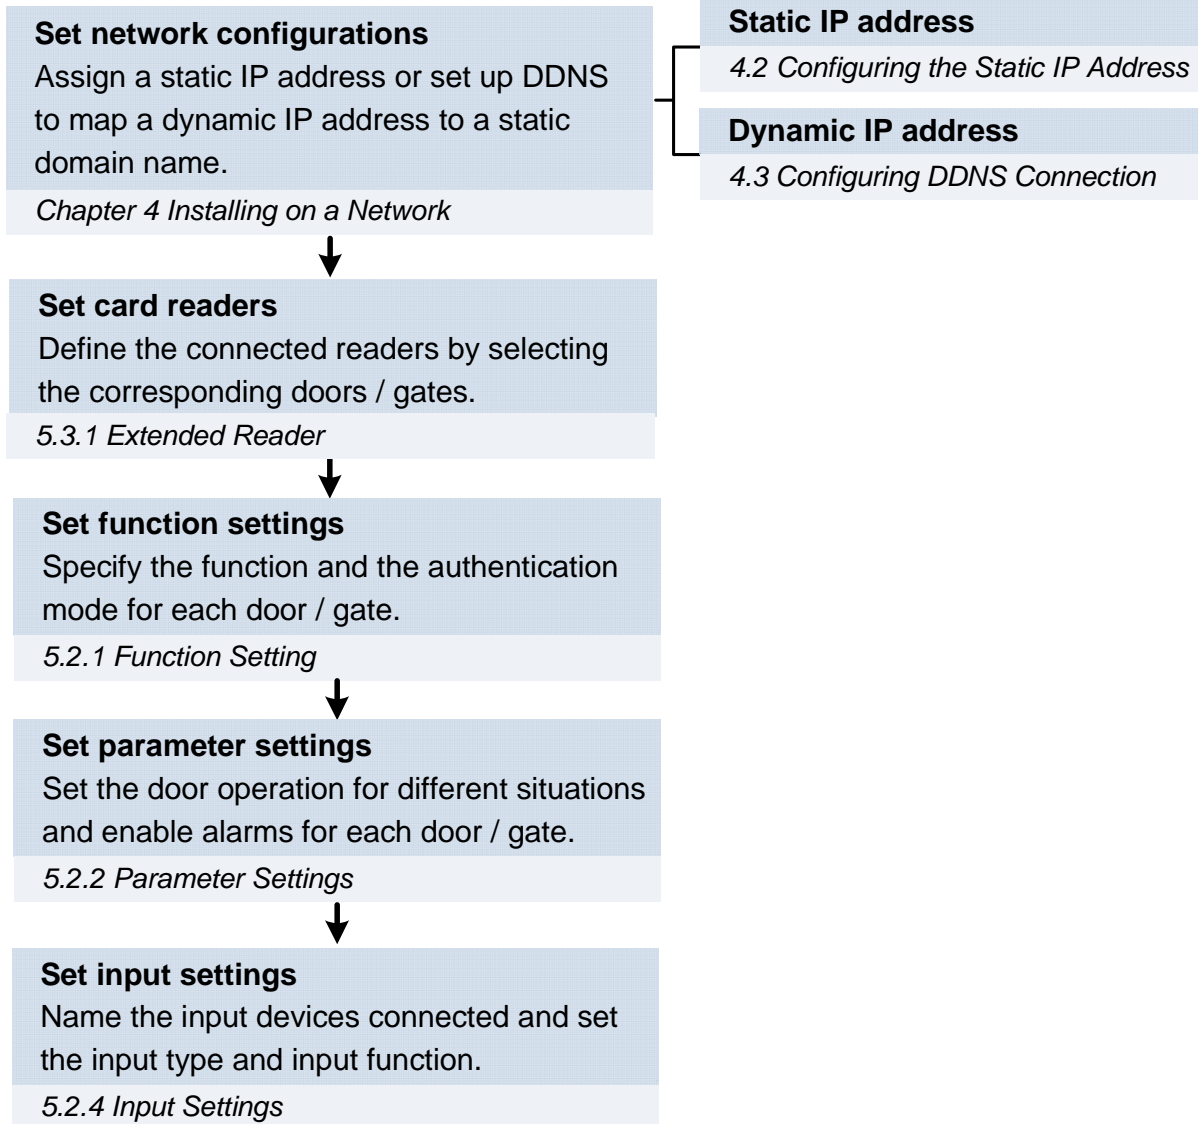 Set network configurations
Assign a static IP address or set up DDNS
to map a dynamic IP address to a static
domain name.
Chapter 4 Installing on a Network
Static IP address
4.2 Configuring the Static IP Address
Dynamic IP address
4.3 Configuring DDNS Connection
Set card readers
Define the connected readers by selecting
the corresponding doors / gates.
5.3.1 Extended Reader
Set function settings
Specify the function and the authentication
mode for each door / gate.
5.2.1 Function Setting
Set parameter settings
Set the door operation for different situations
and enable alarms for each door / gate.
5.2.2 Parameter Settings
Set input settings
Name the input devices connected and set
the input type and input function.
5.2.4 Input Settings